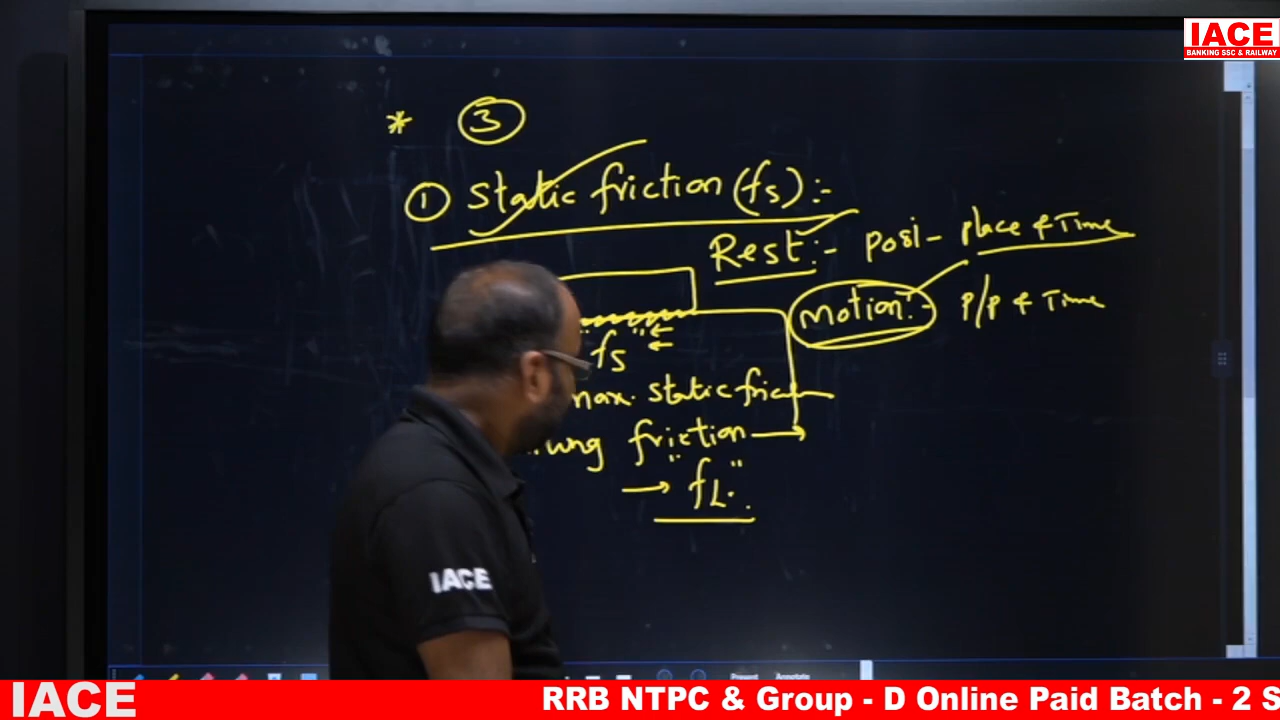 IACE
BANKING SSC & RAILWAY
* 3
① Static friction (fs):-
Rest:- Posi- place & Time
Motion:- P/P & Time
"fs"
max. static fric
friction
"fL."
IACE
IACE
RRB NTPC & Group - D Online Paid Batch - 2 S